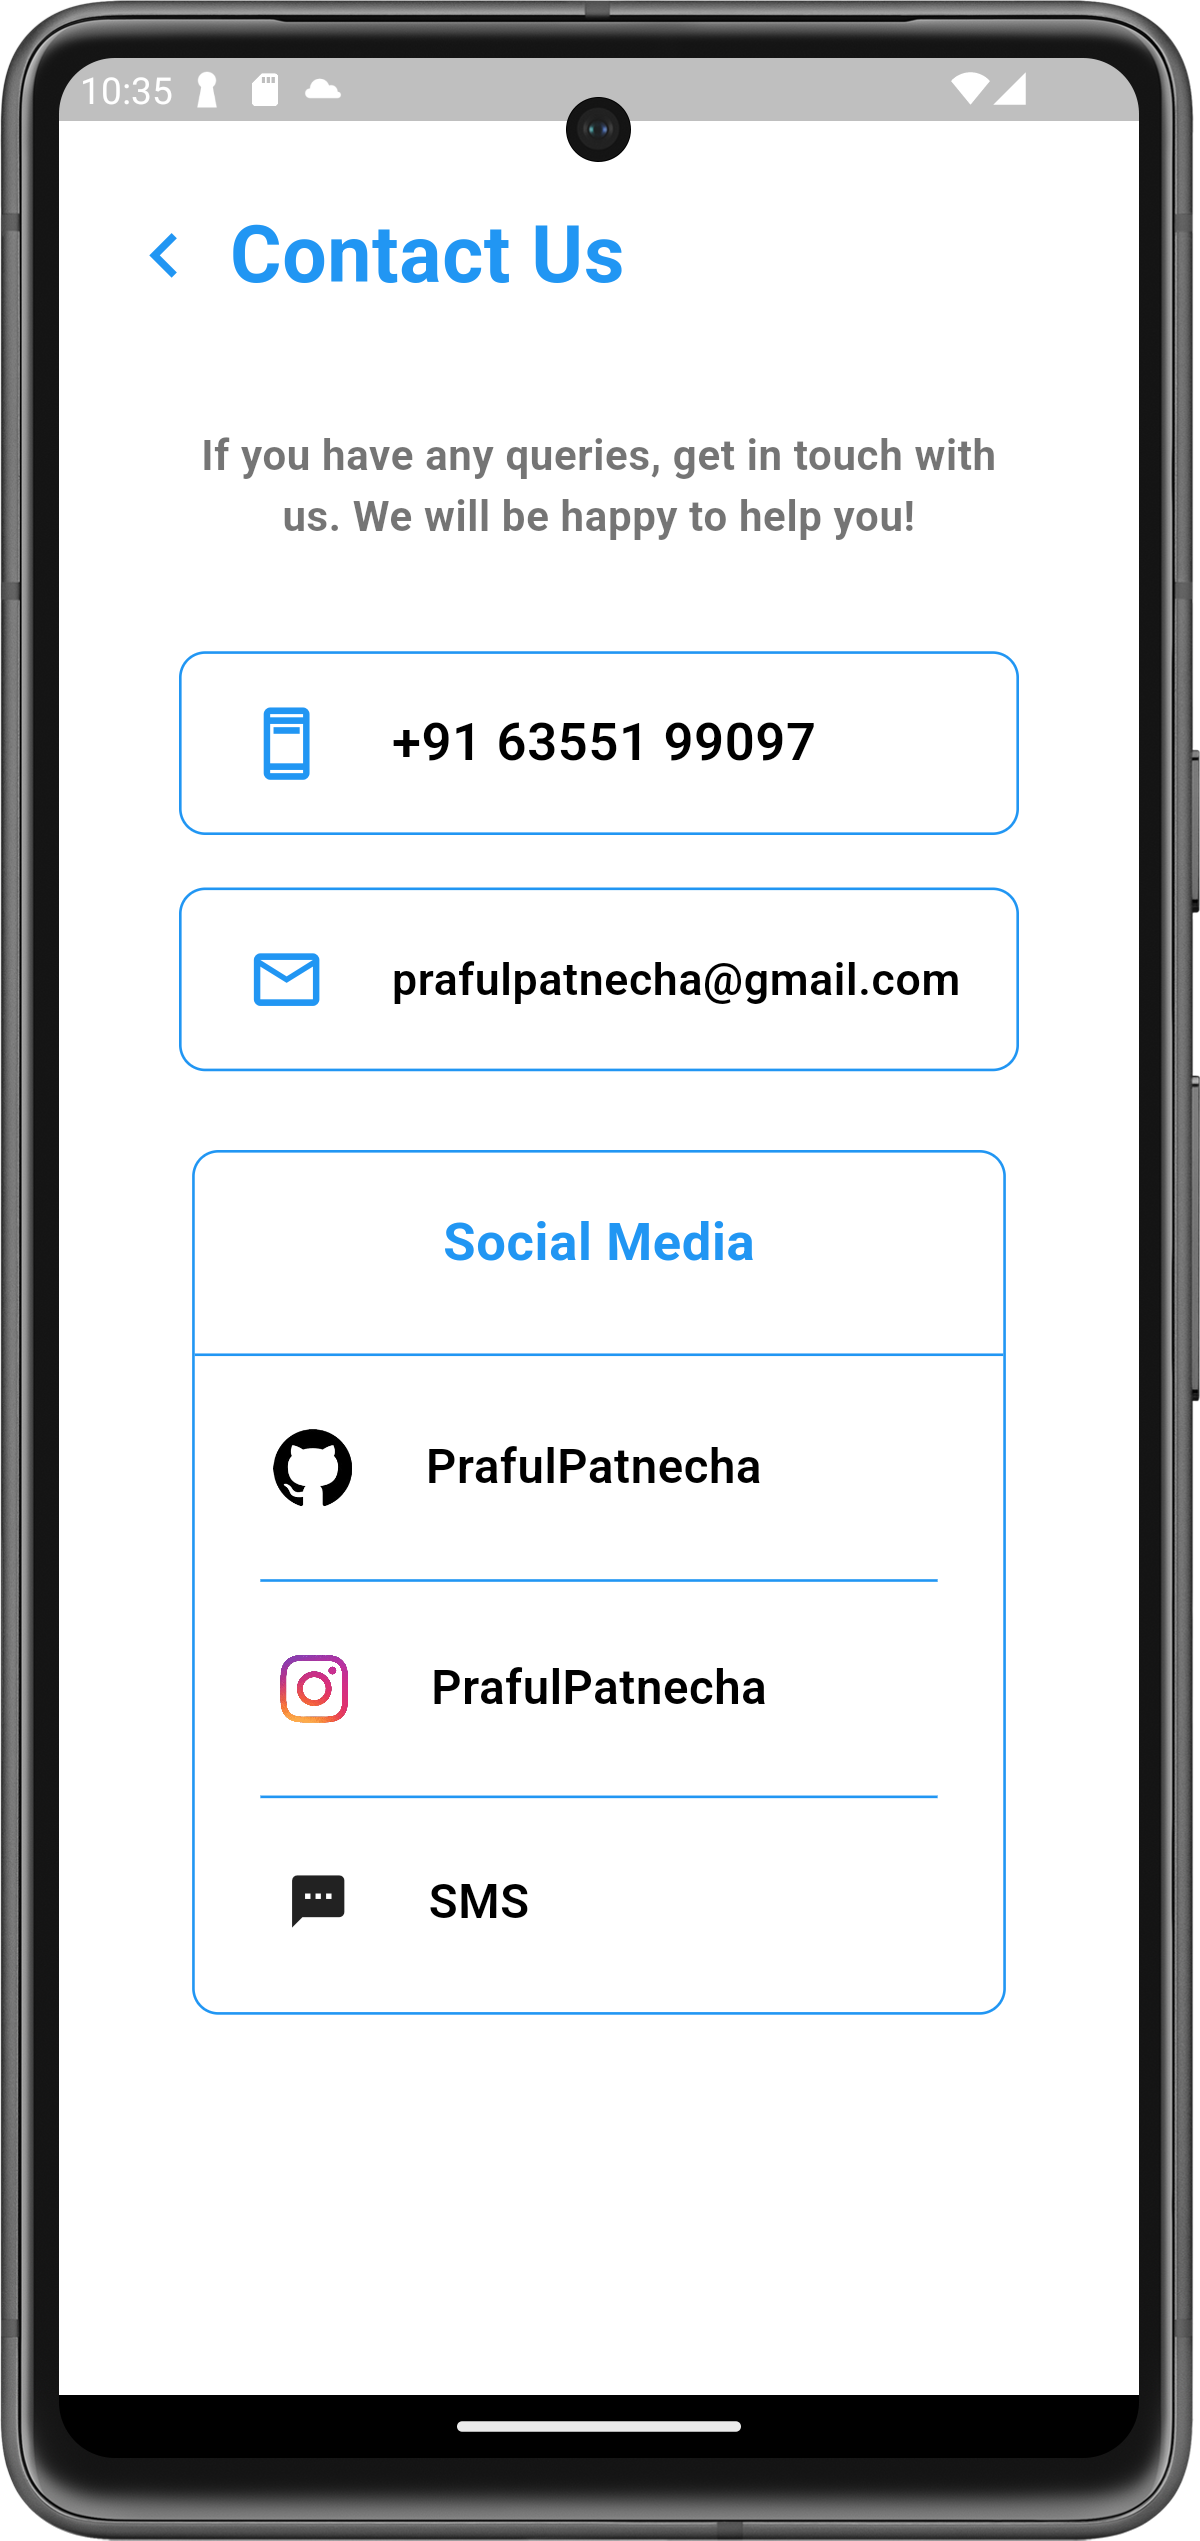 10:35
Contact Us
If you have any queries, get in touch with
us. We will be happy to help you!
+91 63551 99097
prafulpatnecha@gmail.com
Social Media
PrafulPatnecha
PrafulPatnecha
SMS